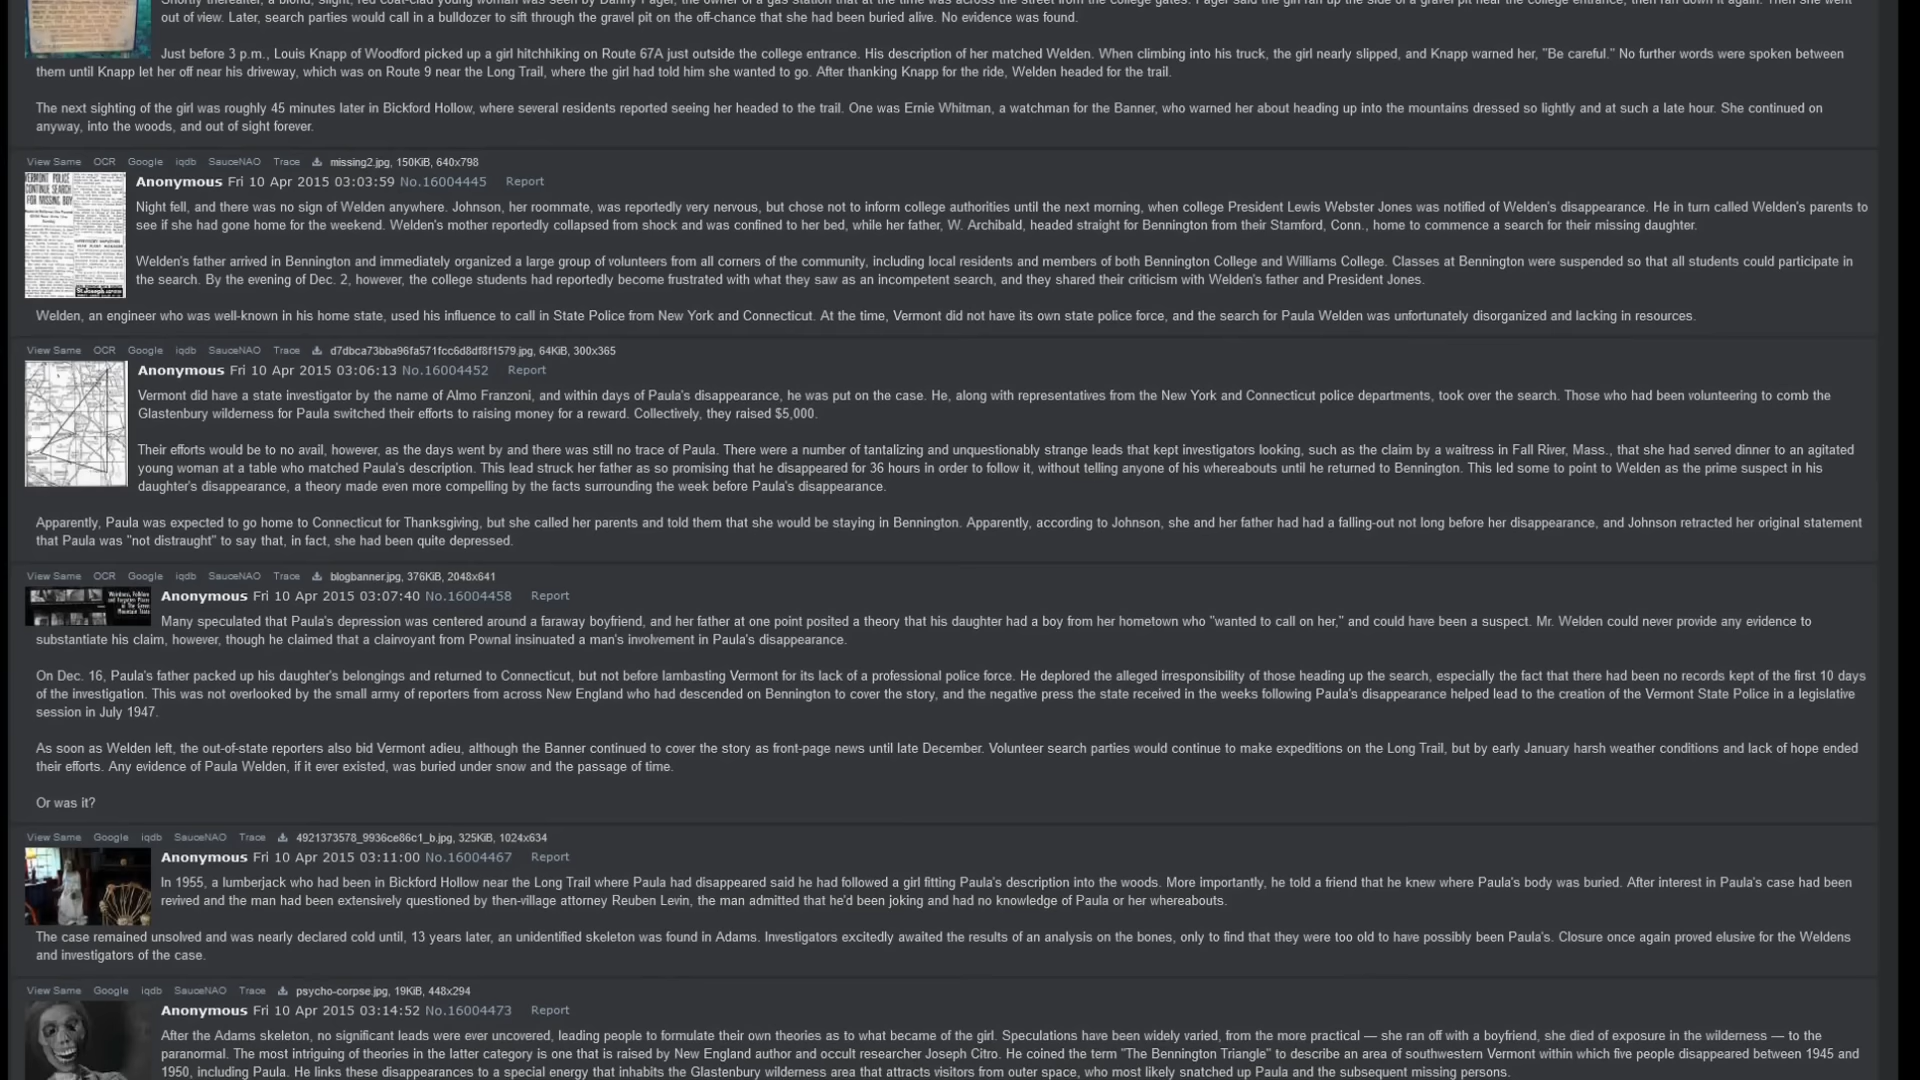 out of view. Later, search parties would call in a bulldozer to sift through the gravel pit on the off-chance that she had been buried alive. No evidence was found.
Just before 3 p.m., Louis Knapp of Woodford picked up a girl hitchhiking on Route 67A just outside the college entrance. His description of her matched Welden. When climbing into his truck, the girl nearly slipped, and Knapp warned her, "Be careful." No further words were spoken between
them until Knapp let her off near his driveway, which was on Route 9 near the Long Trail, where the girl had told him she wanted to go. After thanking Knapp for the ride, Welden headed for the trail.
The next sighting of the girl was roughly 45 minutes later in Bickford Hollow, where several residents reported seeing her headed to the trail. One was Ernie Whitman, a watchman for the Banner, who warned her about heading up into the mountains dressed so lightly and at such a late hour. She continued on
anyway, into the woods, and out of sight forever.
View Same OCR Google iqdb SauceNAO Trace missing2.jpg, 150KiB, 640x798
VERMONT POLICE
CONTINUE SEARCH
FOR MISSING BOY
Anonymous Fri 10 Apr 2015 03:03:59 No.16004445 Report
Night fell, and there was no sign of Welden anywhere. Johnson, her roommate, was reportedly very nervous, but chose not to inform college authorities until the next morning, when college President Lewis Webster Jones was notified of Welden's disappearance. He in turn called Welden's parents to
see if she had gone home for the weekend. Welden's mother reportedly collapsed from shock and was confined to her bed, while her father, W. Archibald, headed straight for Bennington from their Stamford, Conn., home to commence a search for their missing daughter.
Welden's father arrived in Bennington and immediately organized a large group of volunteers from all corners of the community, including local residents and members of both Bennington College and Williams College. Classes at Bennington were suspended so that all students could participate in
the search. By the evening of Dec. 2, however, the college students had reportedly become frustrated with what they saw as an incompetent search, and they shared their criticism with Welden's father and President Jones.
Welden, an engineer who was well-known in his home state, used his influence to call in State Police from New York and Connecticut. At the time, Vermont did not have its own state police force, and the search for Paula Welden was unfortunately disorganized and lacking in resources.
View Same OCR Google iqdb SauceNAO Trace d7dbca73bba96fa571fcc6d8df8f1579.jpg, 64KiB, 300x365
Anonymous Fri 10 Apr 2015 03:06:13 No.16004452 Report
Vermont did have a state investigator by the name of Almo Franzoni, and within days of Paula's disappearance, he was put on the case. He, along with representatives from the New York and Connecticut police departments, took over the search. Those who had been volunteering to comb the
Glastenbury wilderness for Paula switched their efforts to raising money for a reward. Collectively, they raised $5,000.
Their efforts would be to no avail, however, as the days went by and there was still no trace of Paula. There were a number of tantalizing and unquestionably strange leads that kept investigators looking, such as the claim by a waitress in Fall River, Mass., that she had served dinner to an agitated
young woman at a table who matched Paula's description. This lead struck her father as so promising that he disappeared for 36 hours in order to follow it, without telling anyone of his whereabouts until he returned to Bennington. This led some to point to Welden as the prime suspect in his
daughter's disappearance, a theory made even more compelling by the facts surrounding the week before Paula's disappearance.
Apparently, Paula was expected to go home to Connecticut for Thanksgiving, but she called her parents and told them that she would be staying in Bennington. Apparently, according to Johnson, she and her father had had a falling-out not long before her disappearance, and Johnson retracted her original statement
that Paula was "not distraught" to say that, in fact, she had been quite depressed.
View Same OCR Google iqdb SauceNAO Trace blogbanner.jpg, 376KiB, 2048x641
Weirdness, Folklore
and Forgotten Places
of The Green
Mountain State
Anonymous Fri 10 Apr 2015 03:07:40 No.16004458 Report
Many speculated that Paula's depression was centered around a faraway boyfriend, and her father at one point posited a theory that his daughter had a boy from her hometown who "wanted to call on her," and could have been a suspect. Mr. Welden could never provide any evidence to
substantiate his claim, however, though he claimed that a clairvoyant from Pownal insinuated a man's involvement in Paula's disappearance.
On Dec. 16, Paula's father packed up his daughter's belongings and returned to Connecticut, but not before lambasting Vermont for its lack of a professional police force. He deplored the alleged irresponsibility of those heading up the search, especially the fact that there had been no records kept of the first 10 days
of the investigation. This was not overlooked by the small army of reporters from across New England who had descended on Bennington to cover the story, and the negative press the state received in the weeks following Paula's disappearance helped lead to the creation of the Vermont State Police in a legislative
session in July 1947.
As soon as Welden left, the out-of-state reporters also bid Vermont adieu, although the Banner continued to cover the story as front-page news until late December. Volunteer search parties would continue to make expeditions on the Long Trail, but by early January harsh weather conditions and lack of hope ended
their efforts. Any evidence of Paula Welden, if it ever existed, was buried under snow and the passage of time.
Or was it?
View Same Google iqdb SauceNAO Trace 4921373578_9936ce86c1_b.jpg, 325KiB, 1024x634
Anonymous Fri 10 Apr 2015 03:11:00 No.16004467 Report
In 1955, a lumberjack who had been in Bickford Hollow near the Long Trail where Paula had disappeared said he had followed a girl fitting Paula's description into the woods. More importantly, he told a friend that he knew where Paula's body was buried. After interest in Paula's case had been
revived and the man had been extensively questioned by then-village attorney Reuben Levin, the man admitted that he'd been joking and had no knowledge of Paula or her whereabouts.
The case remained unsolved and was nearly declared cold until, 13 years later, an unidentified skeleton was found in Adams. Investigators excitedly awaited the results of an analysis on the bones, only to find that they were too old to have possibly been Paula's. Closure once again proved elusive for the Weldens
and investigators of the case.
View Same Google iqdb SauceNAO Trace psycho-corpse.jpg, 19KiB, 448x294
Anonymous Fri 10 Apr 2015 03:14:52 No.16004473 Report
After the Adams skeleton, no significant leads were ever uncovered, leading people to formulate their own theories as to what became of the girl. Speculations have been widely varied, from the more practical — she ran off with a boyfriend, she died of exposure in the wilderness — to the
paranormal. The most intriguing of theories in the latter category is one that is raised by New England author and occult researcher Joseph Citro. He coined the term "The Bennington Triangle" to describe an area of southwestern Vermont within which five people disappeared between 1945 and
1950, including Paula. He links these disappearances to a special energy that inhabits the Glastenbury wilderness area that attracts visitors from outer space, who most likely snatched up Paula and the subsequent missing persons.